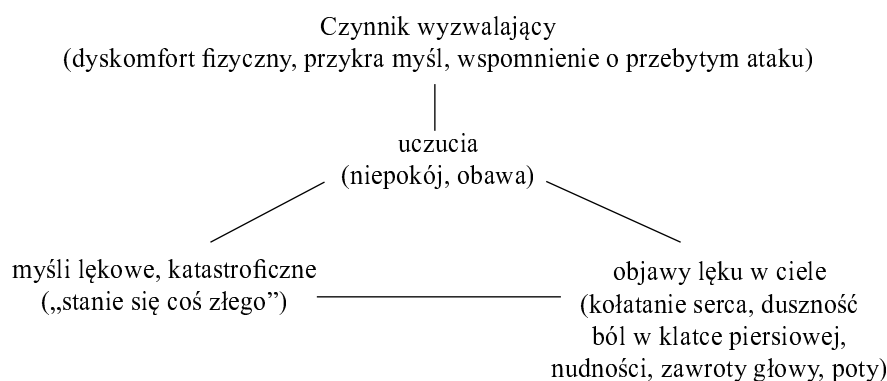 Czynnik wyzwalający
(dyskomfort fizyczny, przykra myśl, wspomnienie o przebytym ataku)
uczucia
(niepokój, obawa)
myśli lękowe, katastroficzne
(„stanie się coś złego”)
objawy lęku w ciele
(kołatanie serca, duszność
ból w klatce piersiowej,
nudności, zawroty głowy, poty)